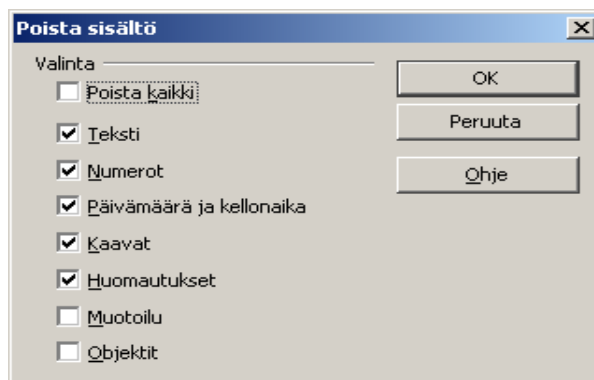 Poista sisältö
Valinta
Poista kaikki
Teksti
Numerot
Päivämäärä ja kellonaika
Kaavat
Huomautukset
Muotoilu
Objektit
OK
Peruuta
Ohje